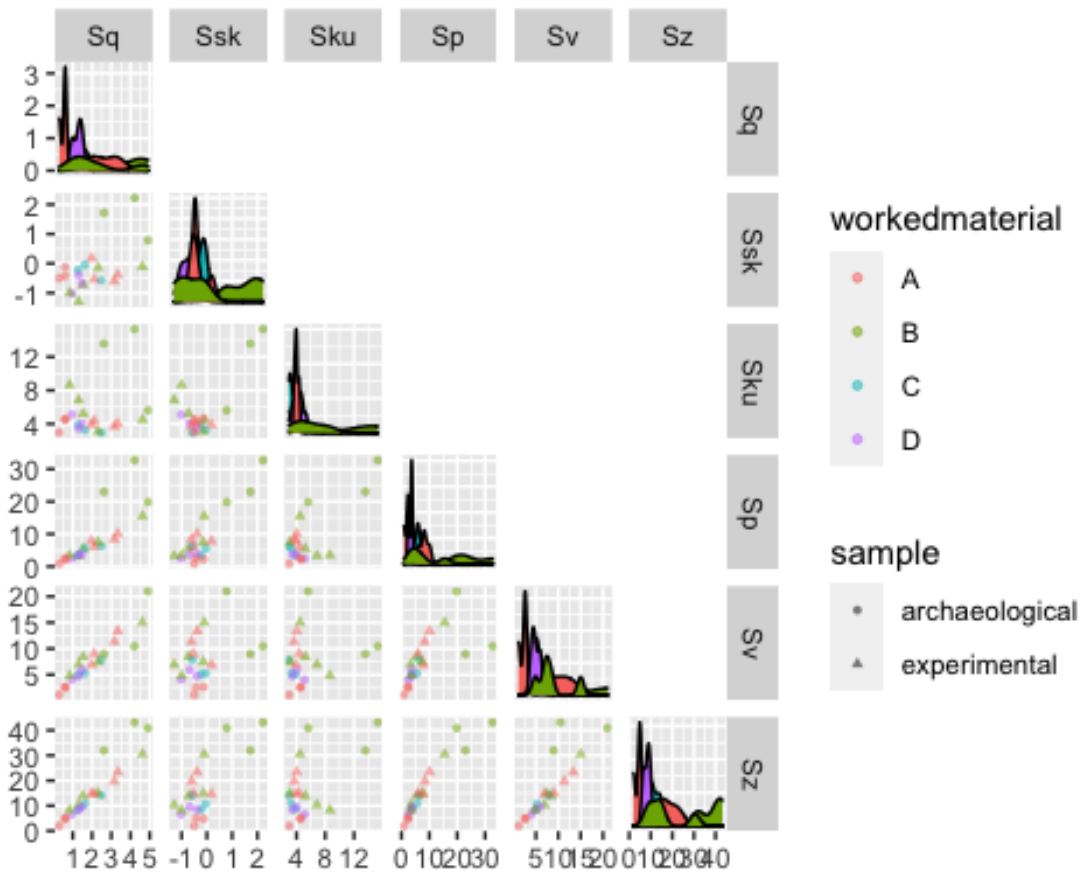 Sq Ssk Sku Sp Sv Sz
3
2
1
0
Sq
2
1
0
-1
Ssk
workedmaterial
A
B
C
D
12
8
4
Sku
30
20
10
0
Sp
sample
archaeological
experimental
20
15
10
5
Sv
40
30
20
10
0
Sz
1 2 3 4 5 -1 0 1 2 4 8 12 0 10 20 30 5 10 15 20 0 10 20 30 40